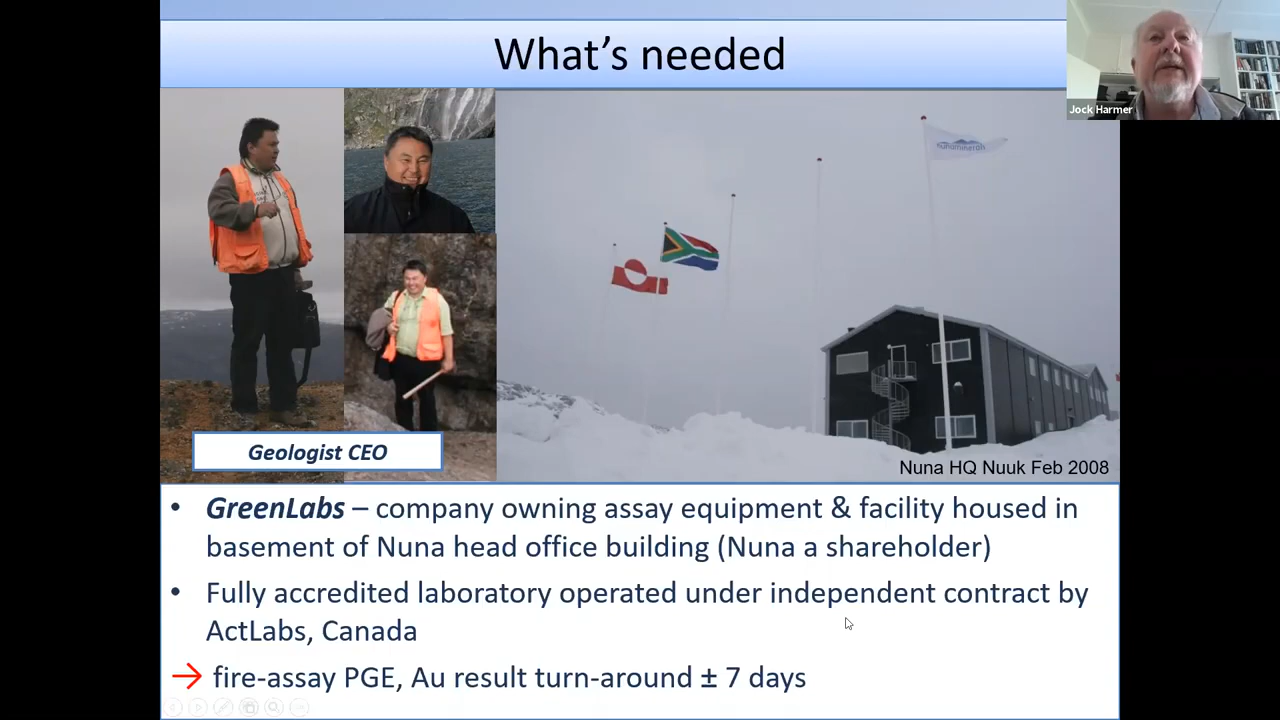 What's needed
Jock Harmer
nunaminerals
Geologist CEO
Nuna HQ Nuuk Feb 2008
• GreenLabs – company owning assay equipment & facility housed in
basement of Nuna head office building (Nuna a shareholder)
• Fully accredited laboratory operated under independent contract by
ActLabs, Canada
→ fire-assay PGE, Au result turn-around ± 7 days